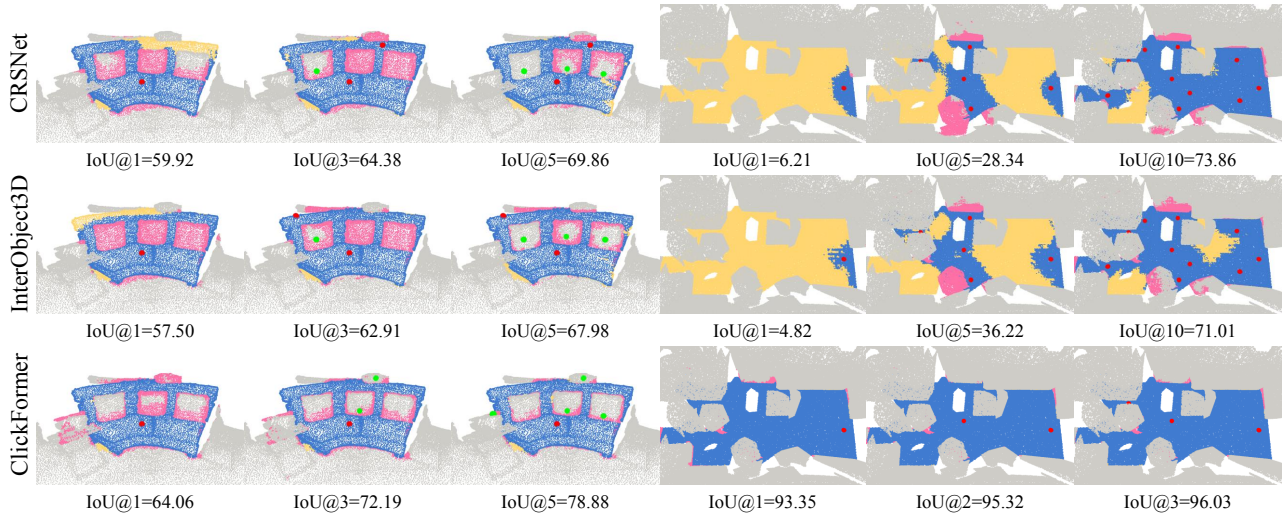 CRSNet
IoU@1=59.92 IoU@3=64.38 IoU@5=69.86 IoU@1=6.21 IoU@5=28.34 IoU@10=73.86
InterObject3D
IoU@1=57.50 IoU@3=62.91 IoU@5=67.98 IoU@1=4.82 IoU@5=36.22 IoU@10=71.01
ClickFormer
IoU@1=64.06 IoU@3=72.19 IoU@5=78.88 IoU@1=93.35 IoU@2=95.32 IoU@3=96.03